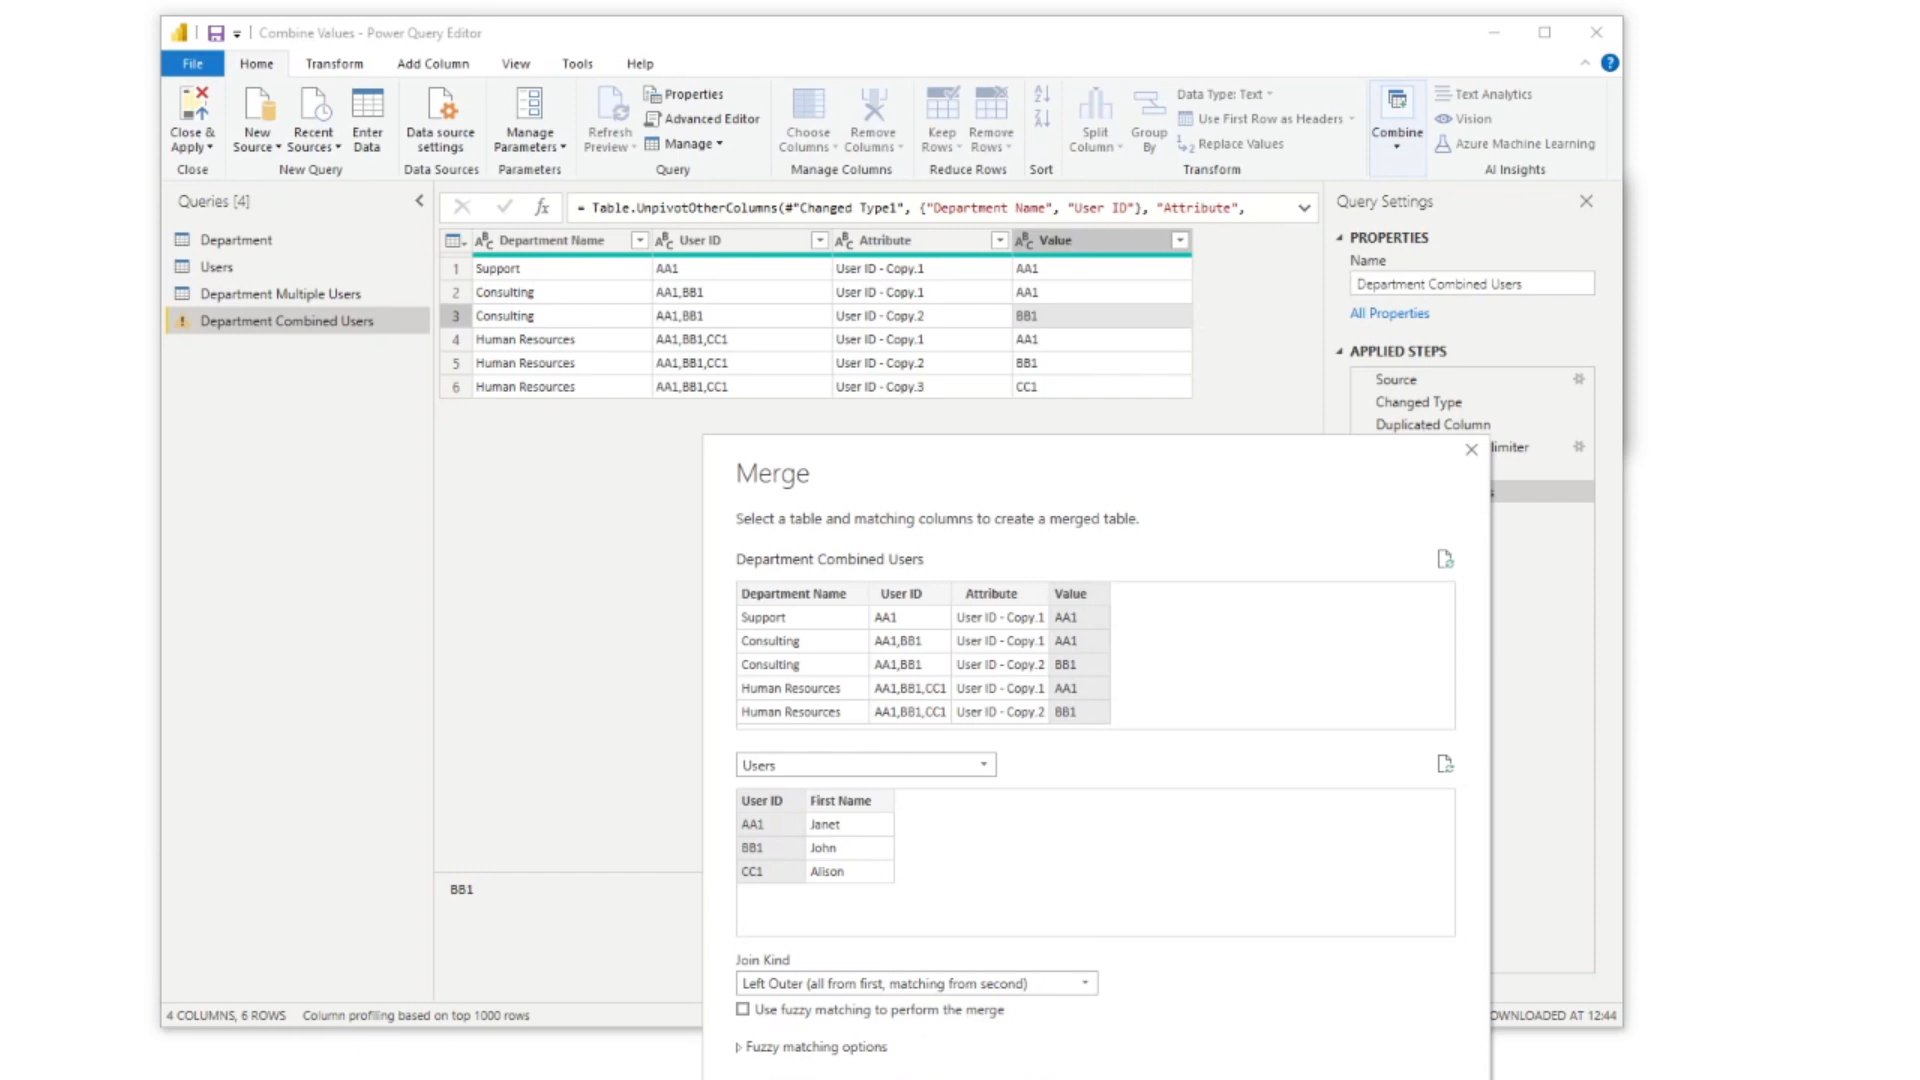 Combine Values - Power Query Editor
File Home Transform Add Column View Tools Help
Close & Apply
New Source
Recent Sources
Enter Data
Data source settings
Manage Parameters
Refresh Preview
Properties
Advanced Editor
Manage
Choose Columns
Remove Columns
Keep Rows
Remove Rows
Split Column
Group By
Data Type: Text
Use First Row as Headers
Replace Values
Combine
Text Analytics
Vision
Azure Machine Learning
Close New Query Data Sources Parameters Query Manage Columns Reduce Rows Sort Transform AI Insights
Queries [4]
Department
Users
Department Multiple Users
Department Combined Users
fx = Table.UnpivotOtherColumns(#"Changed Type1", {"Department Name", "User ID"}, "Attribute",
Department Name User ID Attribute Value
1 Support AA1 User ID - Copy.1 AA1
2 Consulting AA1,BB1 User ID - Copy.1 AA1
3 Consulting AA1,BB1 User ID - Copy.2 BB1
4 Human Resources AA1,BB1,CC1 User ID - Copy.1 AA1
5 Human Resources AA1,BB1,CC1 User ID - Copy.2 BB1
6 Human Resources AA1,BB1,CC1 User ID - Copy.3 CC1
Query Settings
PROPERTIES
Name
Department Combined Users
All Properties
APPLIED STEPS
Source
Changed Type
Duplicated Column
limiter
Merge
Select a table and matching columns to create a merged table.
Department Combined Users
Department Name User ID Attribute Value
Support AA1 User ID - Copy.1 AA1
Consulting AA1,BB1 User ID - Copy.1 AA1
Consulting AA1,BB1 User ID - Copy.2 BB1
Human Resources AA1,BB1,CC1 User ID - Copy.1 AA1
Human Resources AA1,BB1,CC1 User ID - Copy.2 BB1
Users
User ID First Name
AA1 Janet
BB1 John
CC1 Alison
BB1
Join Kind
Left Outer (all from first, matching from second)
Use fuzzy matching to perform the merge
Fuzzy matching options
4 COLUMNS, 6 ROWS Column profiling based on top 1000 rows
OWNLOADED AT 12:44